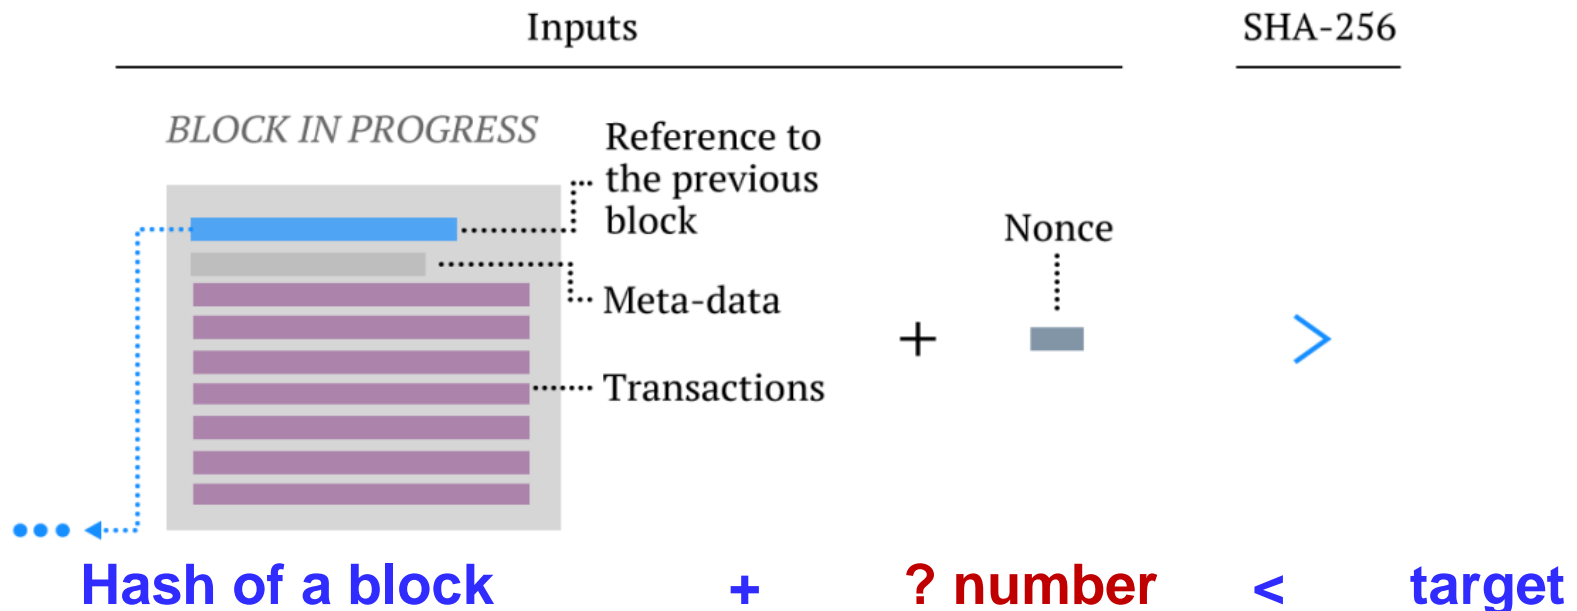 Inputs
SHA-256
BLOCK IN PROGRESS
Reference to
the previous
block
Nonce
Meta-data
+
>
Transactions
Hash of a block + ? number < target